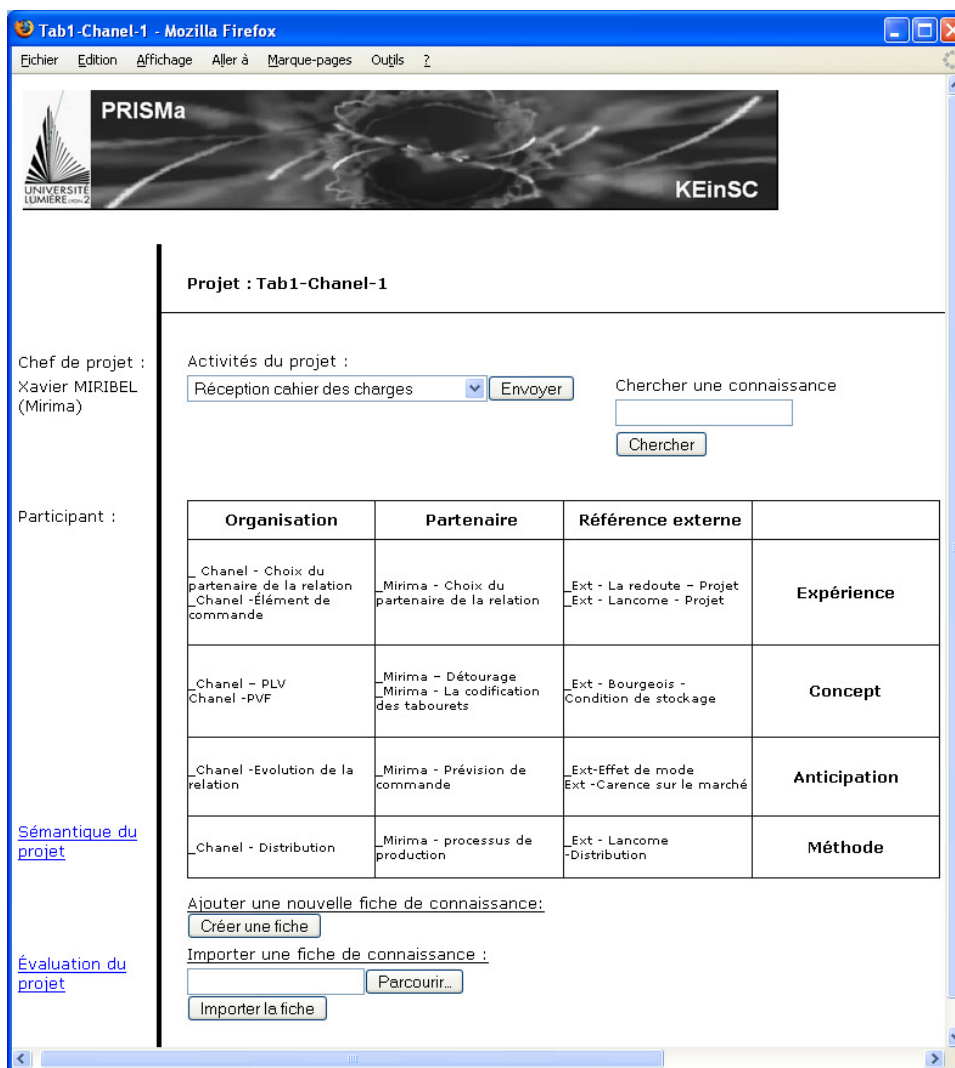 Tab1-Chanel-1 - Mozilla Firefox
Fichier Edition Affichage Aller à Marque-pages Outils ?
PRISMa
UNIVERSITÉ
LUMIÈRE LYON 2
KEinSC
Projet : Tab1-Chanel-1
Chef de projet :
Xavier MIRIBEL
(Mirima)
Activités du projet :
Réception cahier des charges
Envoyer
Chercher une connaissance
Chercher
Participant :
Organisation Partenaire Référence externe
_ Chanel - Choix du
partenaire de la relation
_Chanel -Élément de
commande
_Mirima - Choix du
partenaire de la relation
_Ext - La redoute – Projet
_Ext - Lancome - Projet
Expérience
_Chanel – PLV
Chanel -PVF
_Mirima – Détourage
_Mirima - La codification
des tabourets
_Ext - Bourgeois -
Condition de stockage
Concept
_Chanel -Evolution de la
relation
_Mirima - Prévision de
commande
_Ext-Effet de mode
Ext -Carence sur le marché
Anticipation
_Chanel - Distribution
_Mirima - processus de
production
_Ext - Lancome
-Distribution
Méthode
Sémantique du
projet
Ajouter une nouvelle fiche de connaissance:
Créer une fiche
Évaluation du
projet
Importer une fiche de connaissance :
Parcourir...
Importer la fiche